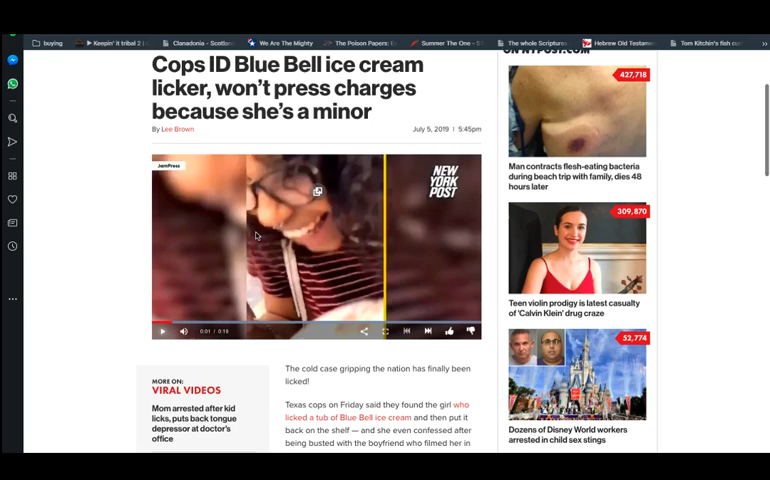 buying
Keepin' it tribal 2 |
Clanadonia - Scotlan
We Are The Mighty
The Poison Papers: E
Summer The One - S
The whole Scripture
Hebrew Old Testame
Tom Kitchin's fish cu
»
ON NYPOST.COM
Cops ID Blue Bell ice cream
licker, won't press charges
because she's a minor
By Lee Brown
July 5, 2019 | 5:45pm
JamPress
NEW
YORK
POST
0:01 / 0:19
MORE ON:
VIRAL VIDEOS
Mom arrested after kid
licks, puts back tongue
depressor at doctor's
office
The cold case gripping the nation has finally been
licked!
Texas cops on Friday said they found the girl who
licked a tub of Blue Bell ice cream and then put it
back on the shelf — and she even confessed after
being busted with the boyfriend who filmed her in
427,718
Man contracts flesh-eating bacteria
during beach trip with family, dies 48
hours later
309,870
Teen violin prodigy is latest casualty
of 'Calvin Klein' drug craze
52,774
Dozens of Disney World workers
arrested in child sex stings